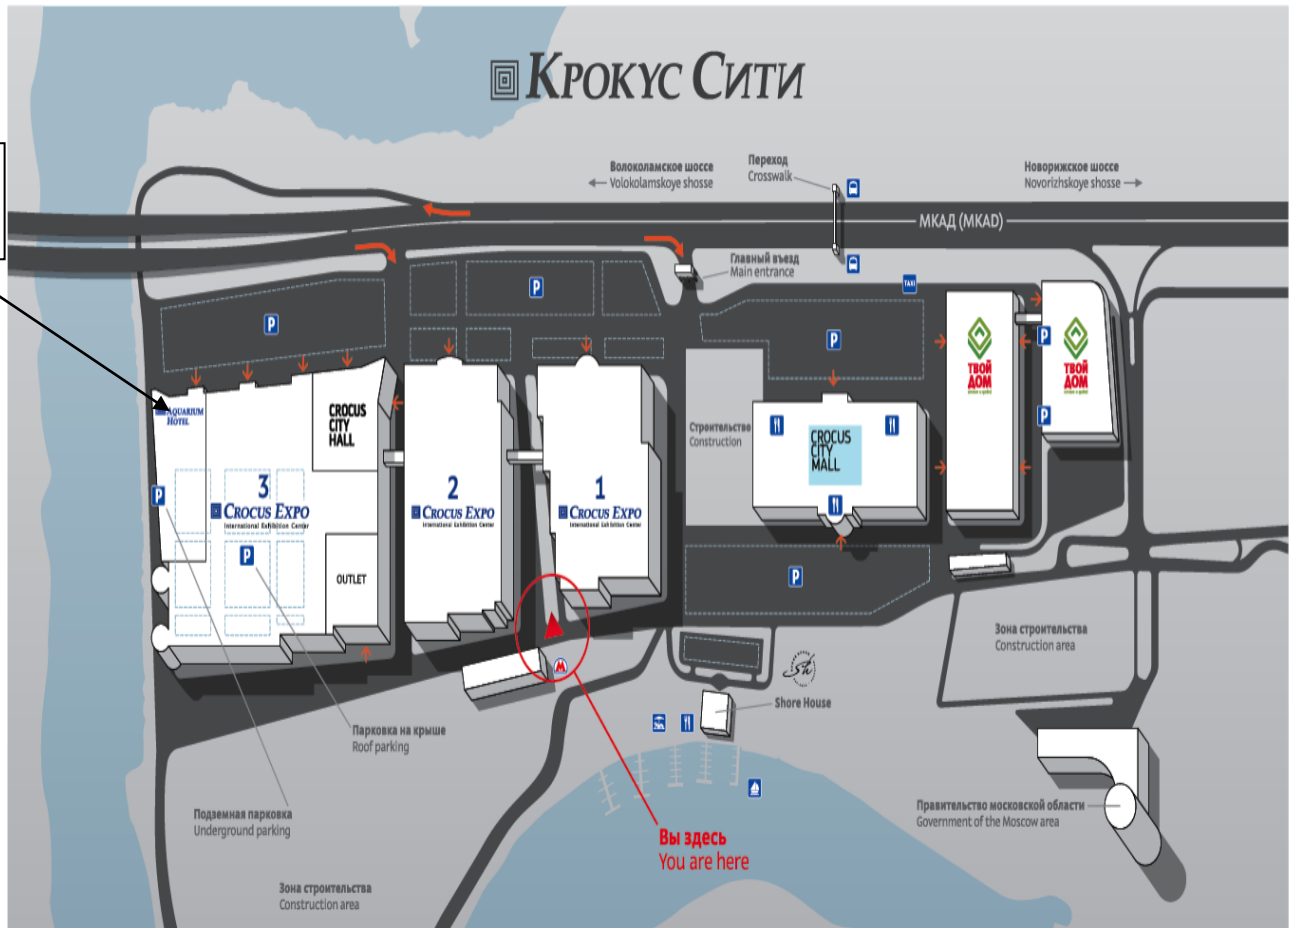 КРОКУС СИТИ
Волоколамское шоссе
Volokolamskoye shosse
Переход
Crosswalk
Новорижское шоссе
Novorizhskoye shosse
МКАД (MKAD)
Главный въезд
Main entrance
TAXI
P
P
P
P
P
ТВОЙ
ДОМ
ТВОЙ
ДОМ
AQUARIUM
HOTEL
CROCUS
CITY
HALL
Строительство
Construction
CROCUS
CITY
MALL
P
3
CROCUS EXPO
International Exhibition Center
2
CROCUS EXPO
International Exhibition Center
1
CROCUS EXPO
International Exhibition Center
P
P
OUTLET
P
Зона строительства
Construction area
М
Sh
Shore House
Парковка на крыше
Roof parking
Подземная парковка
Underground parking
Правительство московской области
Government of the Moscow area
Вы здесь
You are here
Зона строительства
Construction area